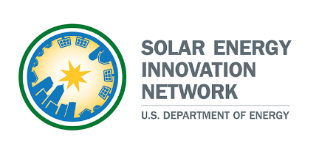 SOLAR ENERGY
INNOVATION
NETWORK
U.S. DEPARTMENT OF ENERGY